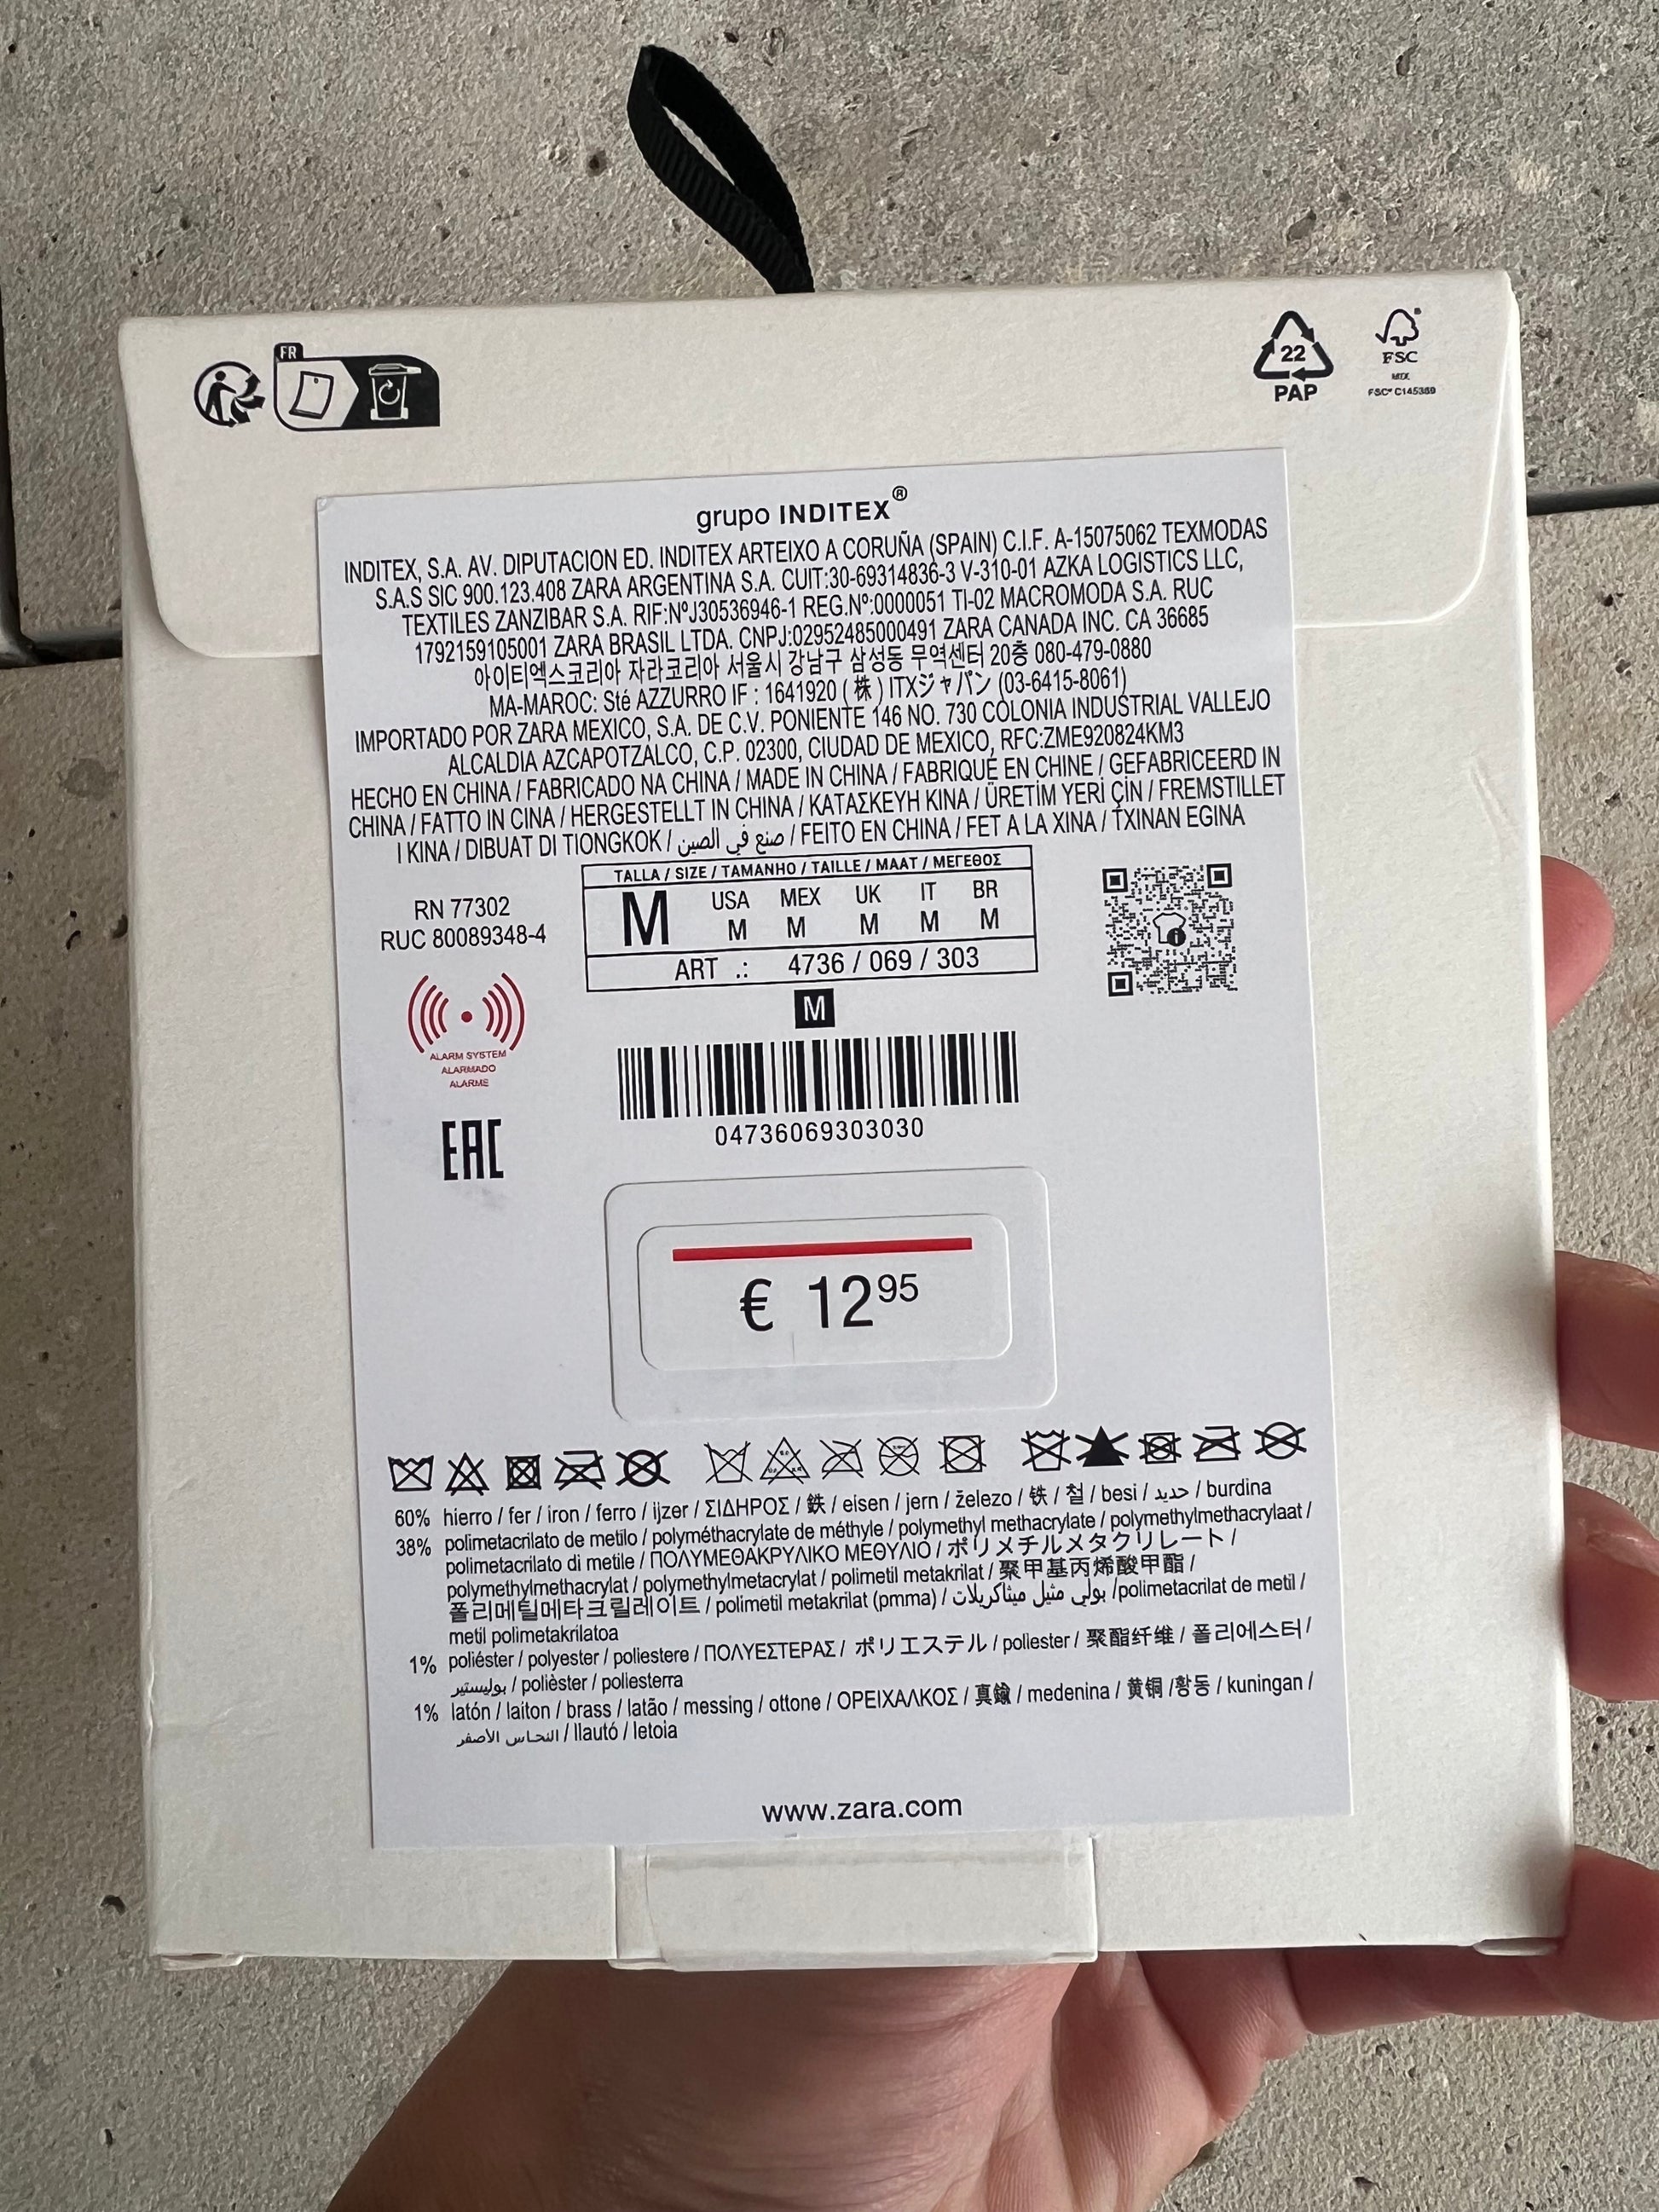 FR
22
PAP
FSC
MIX
FSC® C145369
grupo INDITEX®
INDITEX, S.A. AV. DIPUTACION ED. INDITEX ARTEIXO A CORUÑA (SPAIN) C.I.F. A-15075062 TEXMODAS
S.A.S SIC 900.123.408 ZARA ARGENTINA S.A. CUIT:30-69314836-3 V-310-01 AZKA LOGISTICS LLC,
TEXTILES ZANZIBAR S.A. RIF:NºJ30536946-1 REG.Nº:0000051 TI-02 MACROMODA S.A. RUC
1792159105001 ZARA BRASIL LTDA. CNPJ:02952485000491 ZARA CANADA INC. CA 36685
아이티엑스코리아 자라코리아 서울시 강남구 삼성동 무역센터 20층 080-479-0880
MA-MAROC: Sté AZZURRO IF : 1641920 ( 株 ) ITXジャパン (03-6415-8061)
IMPORTADO POR ZARA MEXICO, S.A. DE C.V. PONIENTE 146 NO. 730 COLONIA INDUSTRIAL VALLEJO
ALCALDIA AZCAPOTZALCO, C.P. 02300, CIUDAD DE MEXICO, RFC:ZME920824KM3
HECHO EN CHINA / FABRICADO NA CHINA / MADE IN CHINA / FABRIQUÉ EN CHINE / GEFABRICEERD IN
CHINA / FATTO IN CINA / HERGESTELLT IN CHINA / ΚΑΤΑΣΚΕΥΗ ΚΙΝΑ / ÜRETİM YERİ ÇİN / FREMSTILLET
I KINA / DIBUAT DI TIONGKOK / صنع في الصين / FEITO EN CHINA / FET A LA XINA / TXINAN EGINA
TALLA / SIZE / TAMANHO / TAILLE / MAAT / ΜΕΓΕΘΟΣ
M USA MEX UK IT BR
M M M M M
ART .: 4736 / 069 / 303
RN 77302
RUC 80089348-4
ALARM SYSTEM
ALARMADO
ALARME
EAC
M
04736069303030
€ 1295
60% hierro / fer / iron / ferro / ijzer / ΣΙΔΗΡΟΣ / 鉄 / eisen / jern / železo / 铁 / 철 / besi / حديد / burdina
38% polimetacrilato de metilo / polyméthacrylate de méthyle / polymethyl methacrylate / polymethylmethacrylaat /
polimetacrilato di metile / ΠΟΛΥΜΕΘΑΚΡΥΛΙΚΟ ΜΕΘΥΛΙΟ / ポリメチルメタクリレート /
polymethylmethacrylat / polymethylmetacrylat / polimetil metakrilat / 聚甲基丙烯酸甲酯 /
폴리메틸메타크릴레이트 / polimetil metakrilat (pmma) / بولي مثيل ميثاكريلات /polimetacrilat de metil /
metil polimetakrilatoa
1% poliéster / polyester / poliestere / ΠΟΛΥΕΣΤΕΡΑΣ / ポリエステル / poliester / 聚酯纤维 / 폴리에스터 /
بوليستير / polièster / poliesterra
1% latón / laiton / brass / latão / messing / ottone / ΟΡΕΙΧΑΛΚΟΣ / 真鍮 / medenina / 黄铜 /황동 / kuningan /
النحاس الأصفر / llautó / letoia
www.zara.com